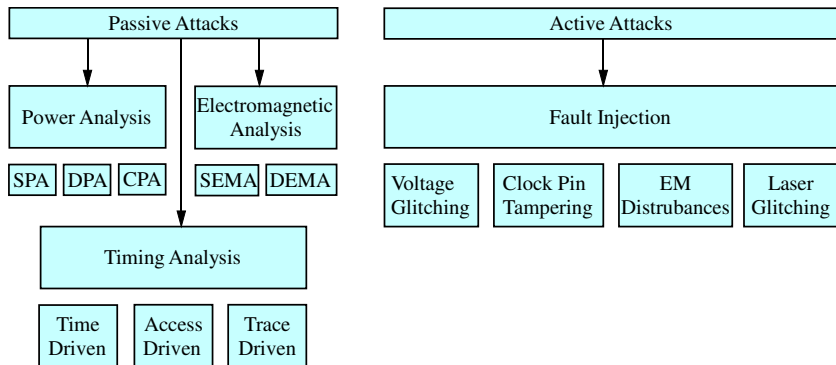 Passive Attacks
Active Attacks
Power Analysis
Electromagnetic
Analysis
Fault Injection
SPA
DPA
CPA
SEMA
DEMA
Voltage
Glitching
Clock Pin
Tampering
EM
Distrubances
Laser
Glitching
Timing Analysis
Time
Driven
Access
Driven
Trace
Driven